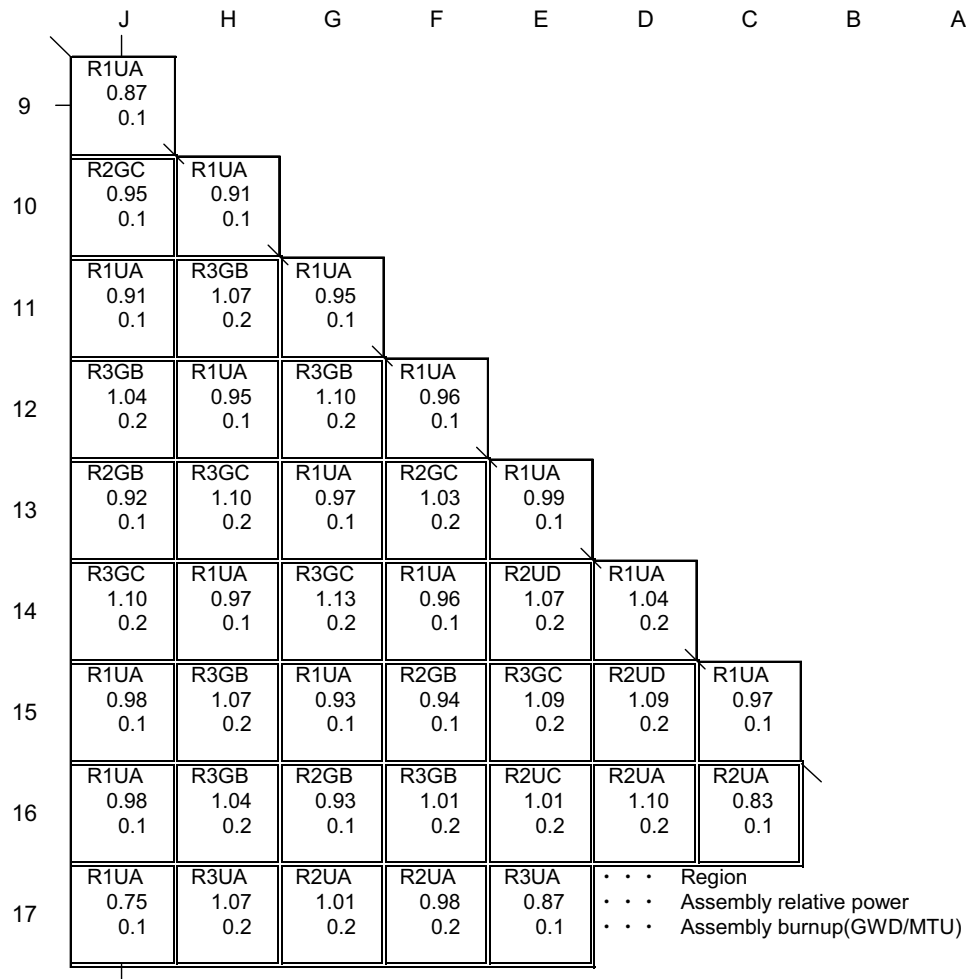 J H G F E D C B A
R1UA
0.87
9
0.1
R2GC R1UA
0.95 0.91
10
0.1 0.1
R1UA R3GB R1UA
0.91 1.07 0.95
11
0.1 0.2 0.1
R3GB R1UA R3GB R1UA
1.04 0.95 1.10 0.96
12
0.2 0.1 0.2 0.1
R2GB R3GC R1UA R2GC R1UA
0.92 1.10 0.97 1.03 0.99
13
0.1 0.2 0.1 0.2 0.1
R3GC R1UA R3GC R1UA R2UD R1UA
1.10 0.97 1.13 0.96 1.07 1.04
14
0.2 0.1 0.2 0.1 0.2 0.2
R1UA R3GB R1UA R2GB R3GC R2UD R1UA
0.98 1.07 0.93 0.94 1.09 1.09 0.97
15
0.1 0.2 0.1 0.1 0.2 0.2 0.1
R1UA R3GB R2GB R3GB R2UC R2UA R2UA
0.98 1.04 0.93 1.01 1.01 1.10 0.83
16
0.1 0.2 0.1 0.2 0.2 0.2 0.1
R1UA R3UA R2UA R2UA R3UA ・・・ Region
0.75 1.07 1.01 0.98 0.87 ・・・ Assembly relative power
17
0.1 0.2 0.2 0.2 0.1 ・・・ Assembly burnup(GWD/MTU)